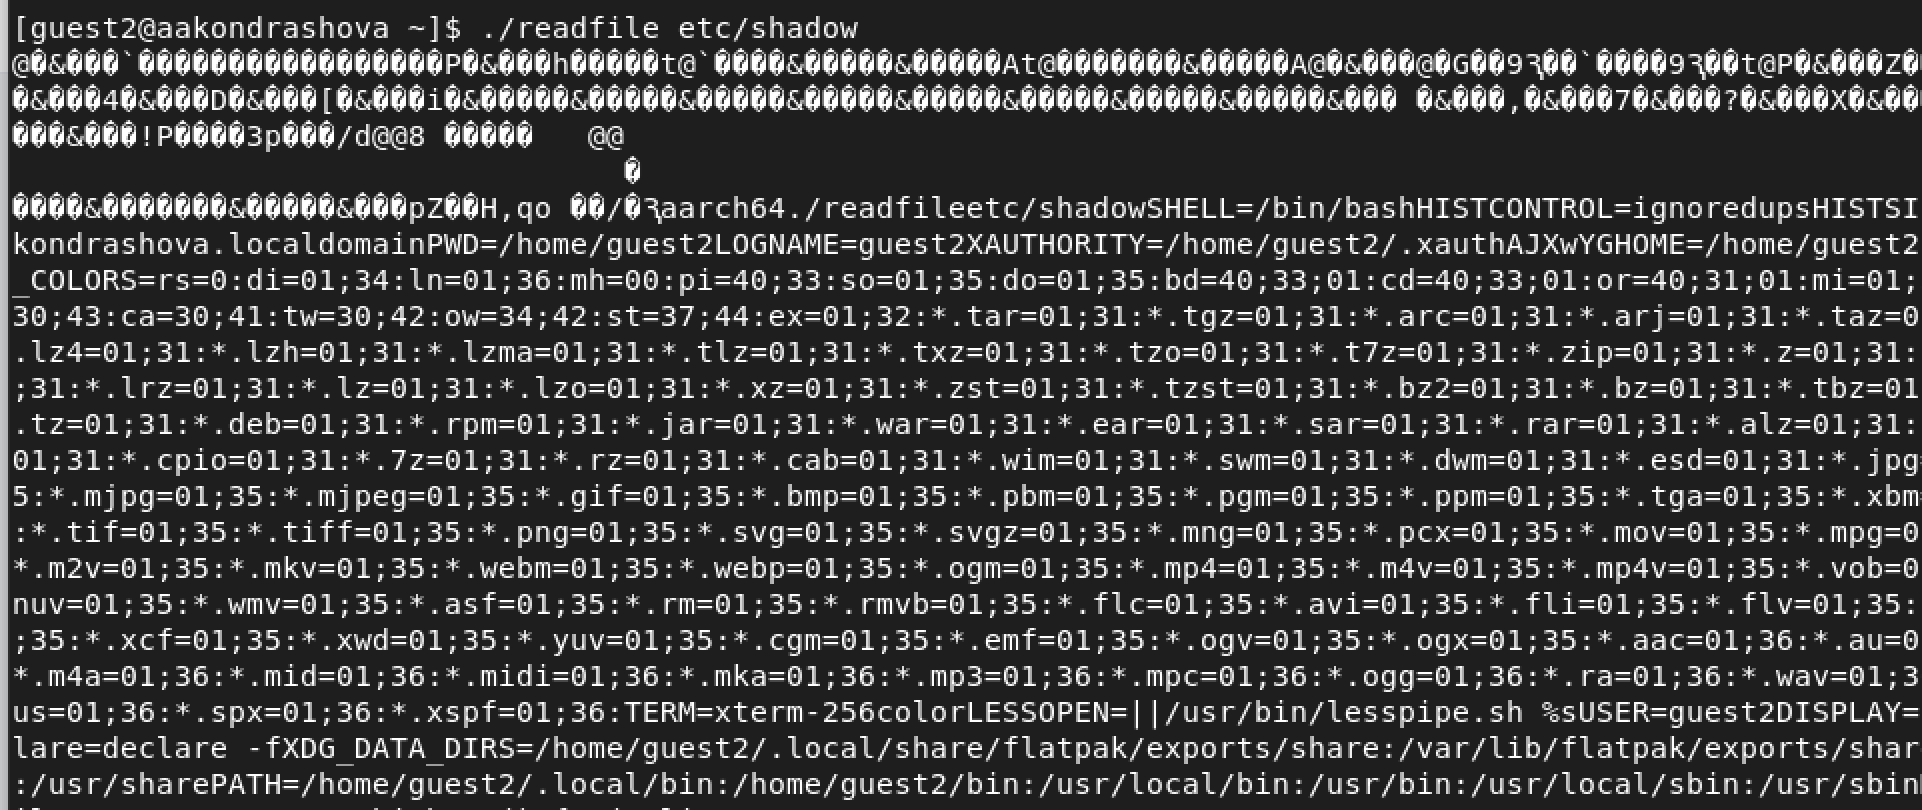 [guest2@aakondrashova ~]$ ./readfile etc/shadow
@�&���`�����������������P�&���h�����t@`����&�����&�����At@�������&�����A@�&���@�G��9��`����9��t@P�&���Z�
�&���4�&���D�&���[�&���i�&�����&�����&�����&�����&�����&�����&�����&�����&��� �&���,�&���7�&���?�&���X�&��
���&���!P����3p���/d@@8 ����� @@
�
����&�������&�����&���pZ��H,qo ��/�aarch64./readfileetc/shadowSHELL=/bin/bashHISTCONTROL=ignoredupsHISTSI
kondrashova.localdomainPWD=/home/guest2LOGNAME=guest2XAUTHORITY=/home/guest2/.xauthAJXwYGHOME=/home/guest2
_COLORS=rs=0:di=01;34:ln=01;36:mh=00:pi=40;33:so=01;35:do=01;35:bd=40;33;01:cd=40;33;01:or=40;31;01:mi=01;
30;43:ca=30;41:tw=30;42:ow=34;42:st=37;44:ex=01;32:*.tar=01;31:*.tgz=01;31:*.arc=01;31:*.arj=01;31:*.taz=0
.lz4=01;31:*.lzh=01;31:*.lzma=01;31:*.tlz=01;31:*.txz=01;31:*.tzo=01;31:*.t7z=01;31:*.zip=01;31:*.z=01;31:
;31:*.lrz=01;31:*.lz=01;31:*.lzo=01;31:*.xz=01;31:*.zst=01;31:*.tzst=01;31:*.bz2=01;31:*.bz=01;31:*.tbz=01
.tz=01;31:*.deb=01;31:*.rpm=01;31:*.jar=01;31:*.war=01;31:*.ear=01;31:*.sar=01;31:*.rar=01;31:*.alz=01;31:
01;31:*.cpio=01;31:*.7z=01;31:*.rz=01;31:*.cab=01;31:*.wim=01;31:*.swm=01;31:*.dwm=01;31:*.esd=01;31:*.jpg=
5:*.mjpg=01;35:*.mjpeg=01;35:*.gif=01;35:*.bmp=01;35:*.pbm=01;35:*.pgm=01;35:*.ppm=01;35:*.tga=01;35:*.xbm=
:*.tif=01;35:*.tiff=01;35:*.png=01;35:*.svg=01;35:*.svgz=01;35:*.mng=01;35:*.pcx=01;35:*.mov=01;35:*.mpg=0
*.m2v=01;35:*.mkv=01;35:*.webm=01;35:*.webp=01;35:*.ogm=01;35:*.mp4=01;35:*.m4v=01;35:*.mp4v=01;35:*.vob=0
nuv=01;35:*.wmv=01;35:*.asf=01;35:*.rm=01;35:*.rmvb=01;35:*.flc=01;35:*.avi=01;35:*.fli=01;35:*.flv=01;35:
;35:*.xcf=01;35:*.xwd=01;35:*.yuv=01;35:*.cgm=01;35:*.emf=01;35:*.ogv=01;35:*.ogx=01;35:*.aac=01;36:*.au=0
*.m4a=01;36:*.mid=01;36:*.midi=01;36:*.mka=01;36:*.mp3=01;36:*.mpc=01;36:*.ogg=01;36:*.ra=01;36:*.wav=01;3
us=01;36:*.spx=01;36:*.xspf=01;36:TERM=xterm-256colorLESSOPEN=||/usr/bin/lesspipe.sh %sUSER=guest2DISPLAY=
lare=declare -fXDG_DATA_DIRS=/home/guest2/.local/share/flatpak/exports/share:/var/lib/flatpak/exports/shar
:/usr/sharePATH=/home/guest2/.local/bin:/home/guest2/bin:/usr/local/bin:/usr/bin:/usr/local/sbin:/usr/sbin